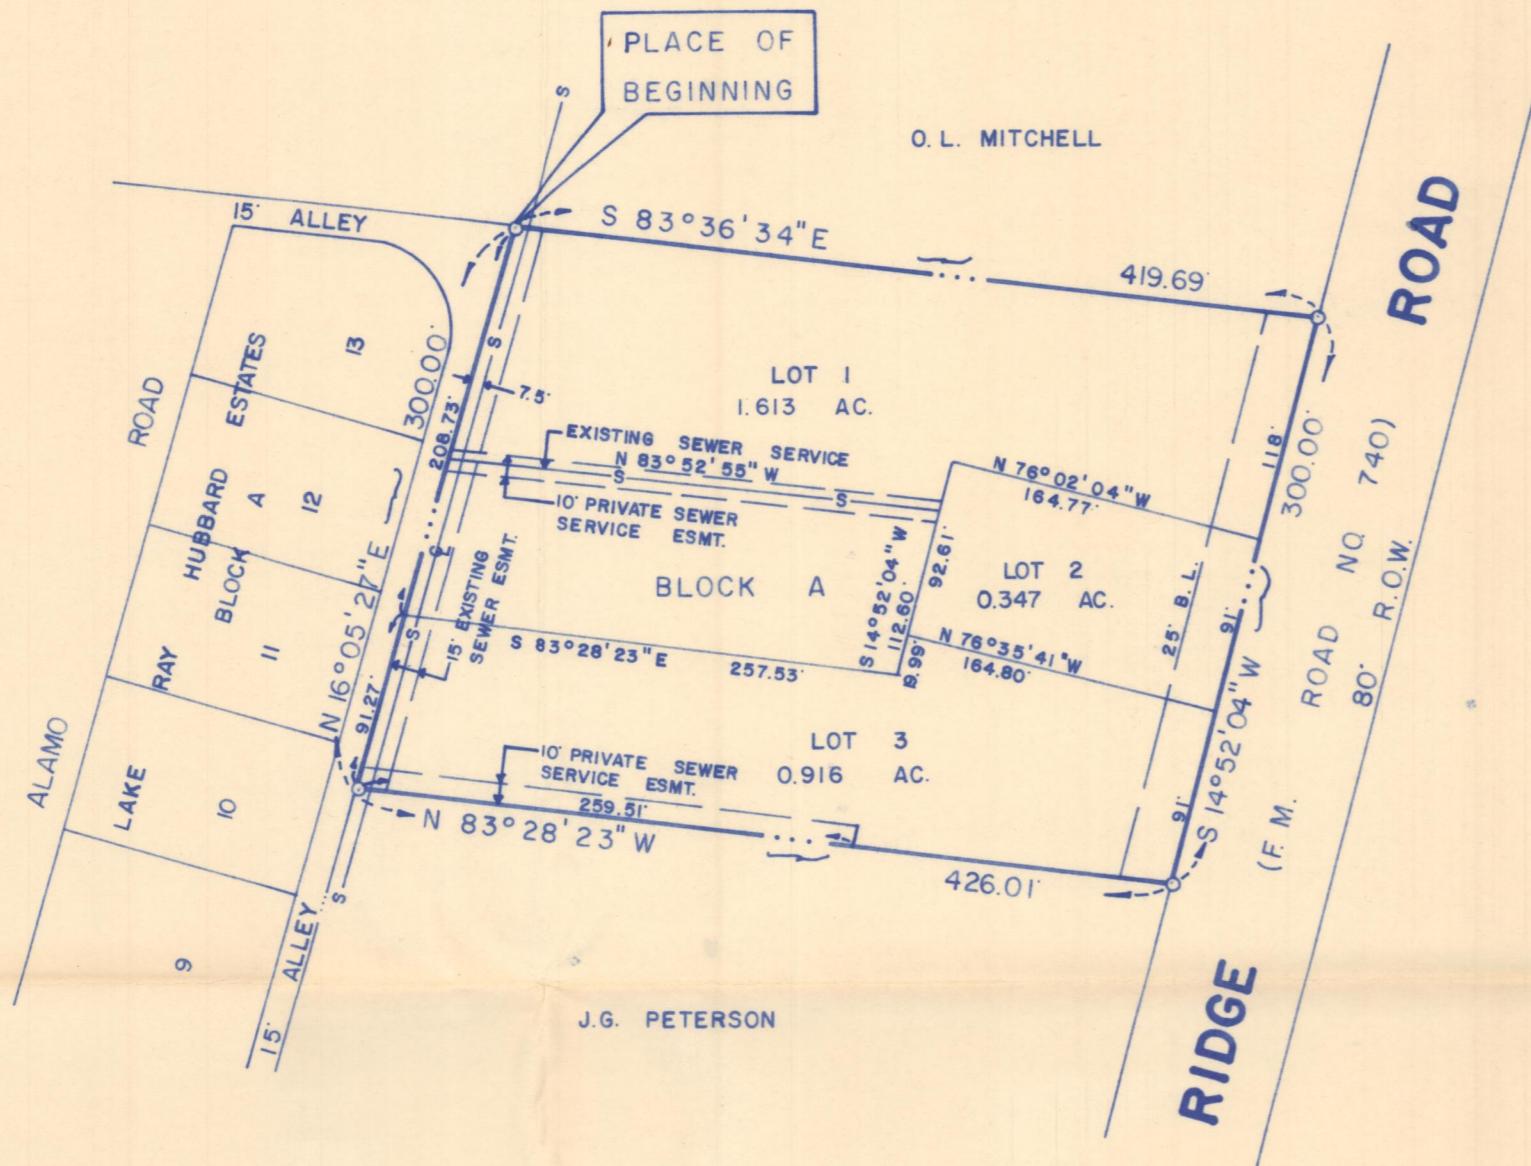 PLACE OF
BEGINNING
S
O. L. MITCHELL
15' ALLEY
S 83°36'34"E
419.69'
ROAD
13
ESTATES
300.00'
S
7.5'
208.73'
LOT 1
1.613 AC.
ROAD
EXISTING SEWER SERVICE
N 83°52'55" W
S
S
10' PRIVATE SEWER
SERVICE ESMT.
N 76°02'04"W
164.77'
118'
300.00'
HUBBARD
BLOCK A
12
15' EXISTING
SEWER ESMT.
S
BLOCK A
S 14°52'04"W
112.60'
92.61'
19.99'
LOT 2
0.347 AC.
25' B.L.
91'
ROAD NO. 740)
80' R.O.W.
RAY
11
N 16°05'27"E
91.27'
S 83°28'23"E
257.53'
N 76°35'41"W
164.80'
ALAMO
LAKE
10
LOT 3
0.916 AC.
10' PRIVATE SEWER
SERVICE ESMT.
259.51'
N 83°28'23"W
426.01'
91'
S 14°52'04"W
(F. M.
S
9
15' ALLEY
J.G. PETERSON
RIDGE